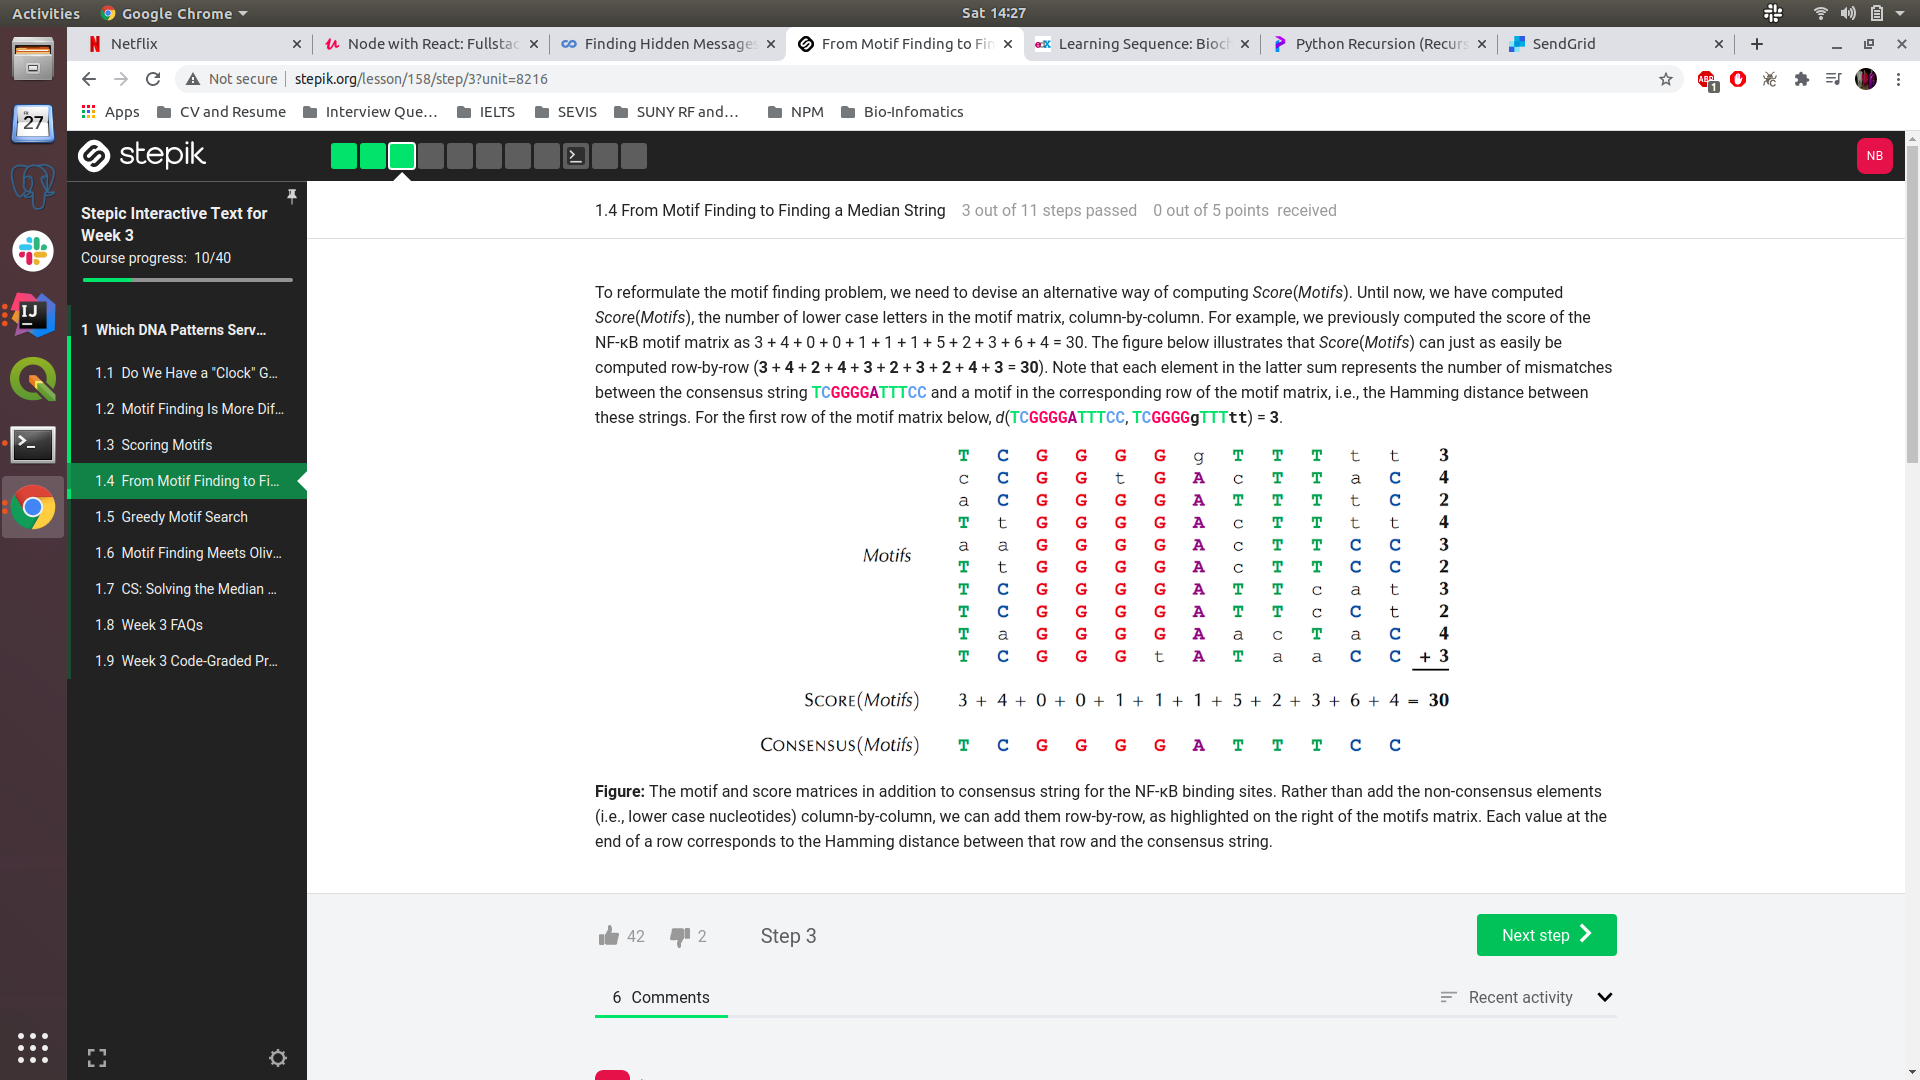 Activities Google Chrome Sat 14:27
Netflix Node with React: Fullstac Finding Hidden Messages From Motif Finding to Fin Learning Sequence: Bioch Python Recursion (Recurs SendGrid
Not secure stepik.org/lesson/158/step/3?unit=8216
Apps CV and Resume Interview Que... IELTS SEVIS SUNY RF and... NPM Bio-Infomatics
stepik NB
Stepic Interactive Text for
Week 3
Course progress: 10/40
1 Which DNA Patterns Serv...
1.1 Do We Have a "Clock" G...
1.2 Motif Finding Is More Dif...
1.3 Scoring Motifs
1.4 From Motif Finding to Fi...
1.5 Greedy Motif Search
1.6 Motif Finding Meets Oliv...
1.7 CS: Solving the Median ...
1.8 Week 3 FAQs
1.9 Week 3 Code-Graded Pr...
1.4 From Motif Finding to Finding a Median String 3 out of 11 steps passed 0 out of 5 points received
To reformulate the motif finding problem, we need to devise an alternative way of computing Score(Motifs). Until now, we have computed
Score(Motifs), the number of lower case letters in the motif matrix, column-by-column. For example, we previously computed the score of the
NF-κB motif matrix as 3 + 4 + 0 + 0 + 1 + 1 + 1 + 5 + 2 + 3 + 6 + 4 = 30. The figure below illustrates that Score(Motifs) can just as easily be
computed row-by-row (3 + 4 + 2 + 4 + 3 + 2 + 3 + 2 + 4 + 3 = 30). Note that each element in the latter sum represents the number of mismatches
between the consensus string TCGGGGATTTCC and a motif in the corresponding row of the motif matrix, i.e., the Hamming distance between
these strings. For the first row of the motif matrix below, d(TCGGGGATTTCC, TCGGGGgTTTtt) = 3.
T C G G G G g T T T t t 3
c C G G t G A c T T a C 4
a C G G G G A T T T t C 2
T t G G G G A c T T t t 4
a a G G G G A c T T C C 3
Motifs
T t G G G G A c T T C C 2
T C G G G G A T T c a t 3
T C G G G G A T T c C t 2
T a G G G G A a c T a C 4
T C G G G t A T a a C C + 3
SCORE(Motifs) 3 + 4 + 0 + 0 + 1 + 1 + 1 + 5 + 2 + 3 + 6 + 4 = 30
CONSENSUS(Motifs) T C G G G G A T T T C C
Figure: The motif and score matrices in addition to consensus string for the NF-κB binding sites. Rather than add the non-consensus elements
(i.e., lower case nucleotides) column-by-column, we can add them row-by-row, as highlighted on the right of the motifs matrix. Each value at the
end of a row corresponds to the Hamming distance between that row and the consensus string.
42 2 Step 3 Next step
6 Comments Recent activity
27
IJ
ABP
1